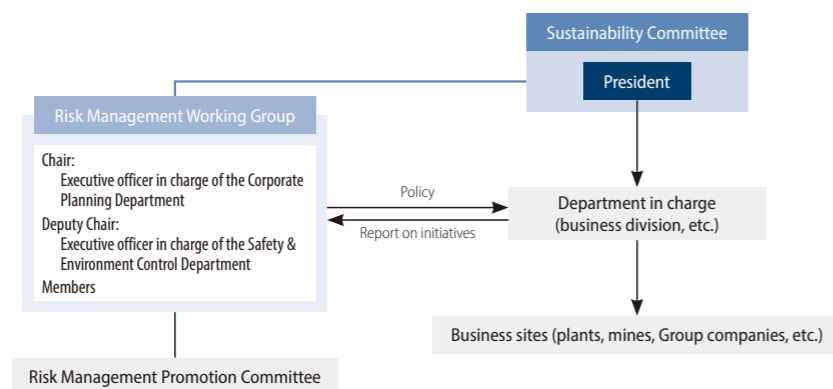 Sustainability Committee
President
Risk Management Working Group
Chair:
Executive officer in charge of the Corporate
Planning Department
Deputy Chair:
Executive officer in charge of the Safety &
Environment Control Department
Members
Policy
Report on initiatives
Department in charge
(business division, etc.)
Business sites (plants, mines, Group companies, etc.)
Risk Management Promotion Committee